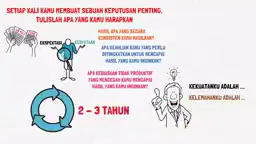 SETIAP KALI KAMU MEMBUAT SEBUAH KEPUTUSAN PENTING,
TULISLAH APA YANG KAMU HARAPKAN
EKSPEKTASI
KENYATAAN
HASIL APA YANG SECARA
KONSISTEN KAMU HASILKAN?
APA KEAHLIAN KAMU YANG PERLU
DITINGKATKAN UNTUK MENCAPAI
HASIL YANG KAMU INGINKAN?
APA KEBIASAAN TIDAK PRODUKTIF
YANG MENCEGAH KAMU MENCAPAI
HASIL YANG KAMU INGINKAN?
2 – 3 TAHUN
KEKUATANKU ADALAH ...
KELEMAHANKU ADALAH ...